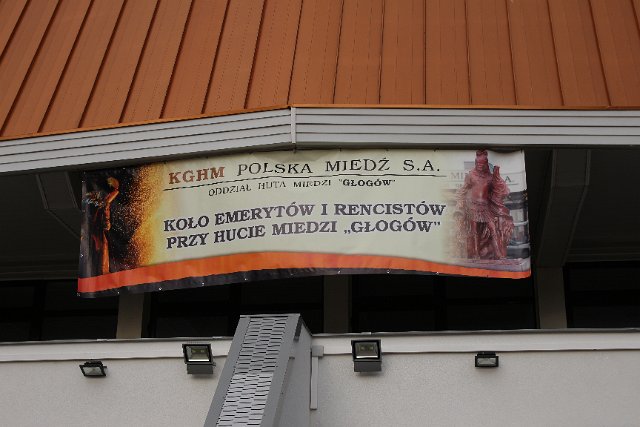 KGHM POLSKA MIEDŹ S.A.
ODDZIAŁ HUTA MIEDZI "GŁOGÓW"
KOŁO EMERYTÓW I RENCISTÓW
PRZY HUCIE MIEDZI „GŁOGÓW"